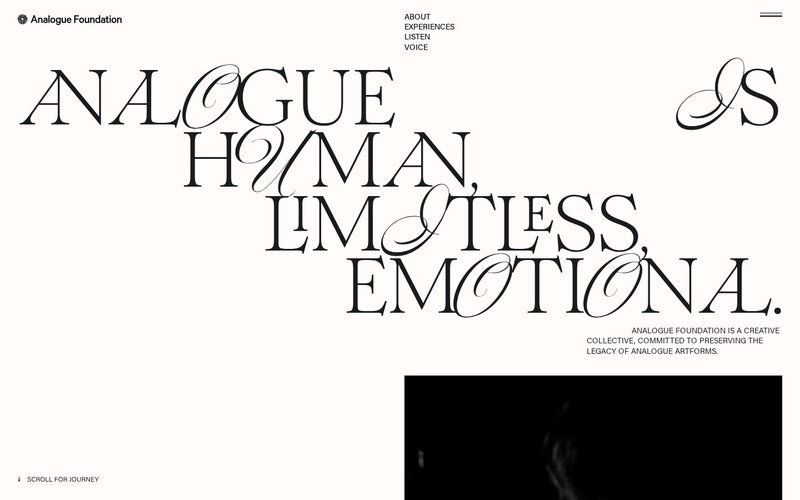 Analogue Foundation
ABOUT
EXPERIENCES
LISTEN
VOICE
ANALOGUE IS
HUMAN,
LIMITLESS,
EMOTIONAL.
ANALOGUE FOUNDATION IS A CREATIVE
COLLECTIVE, COMMITTED TO PRESERVING THE
LEGACY OF ANALOGUE ARTFORMS.
SCROLL FOR JOURNEY